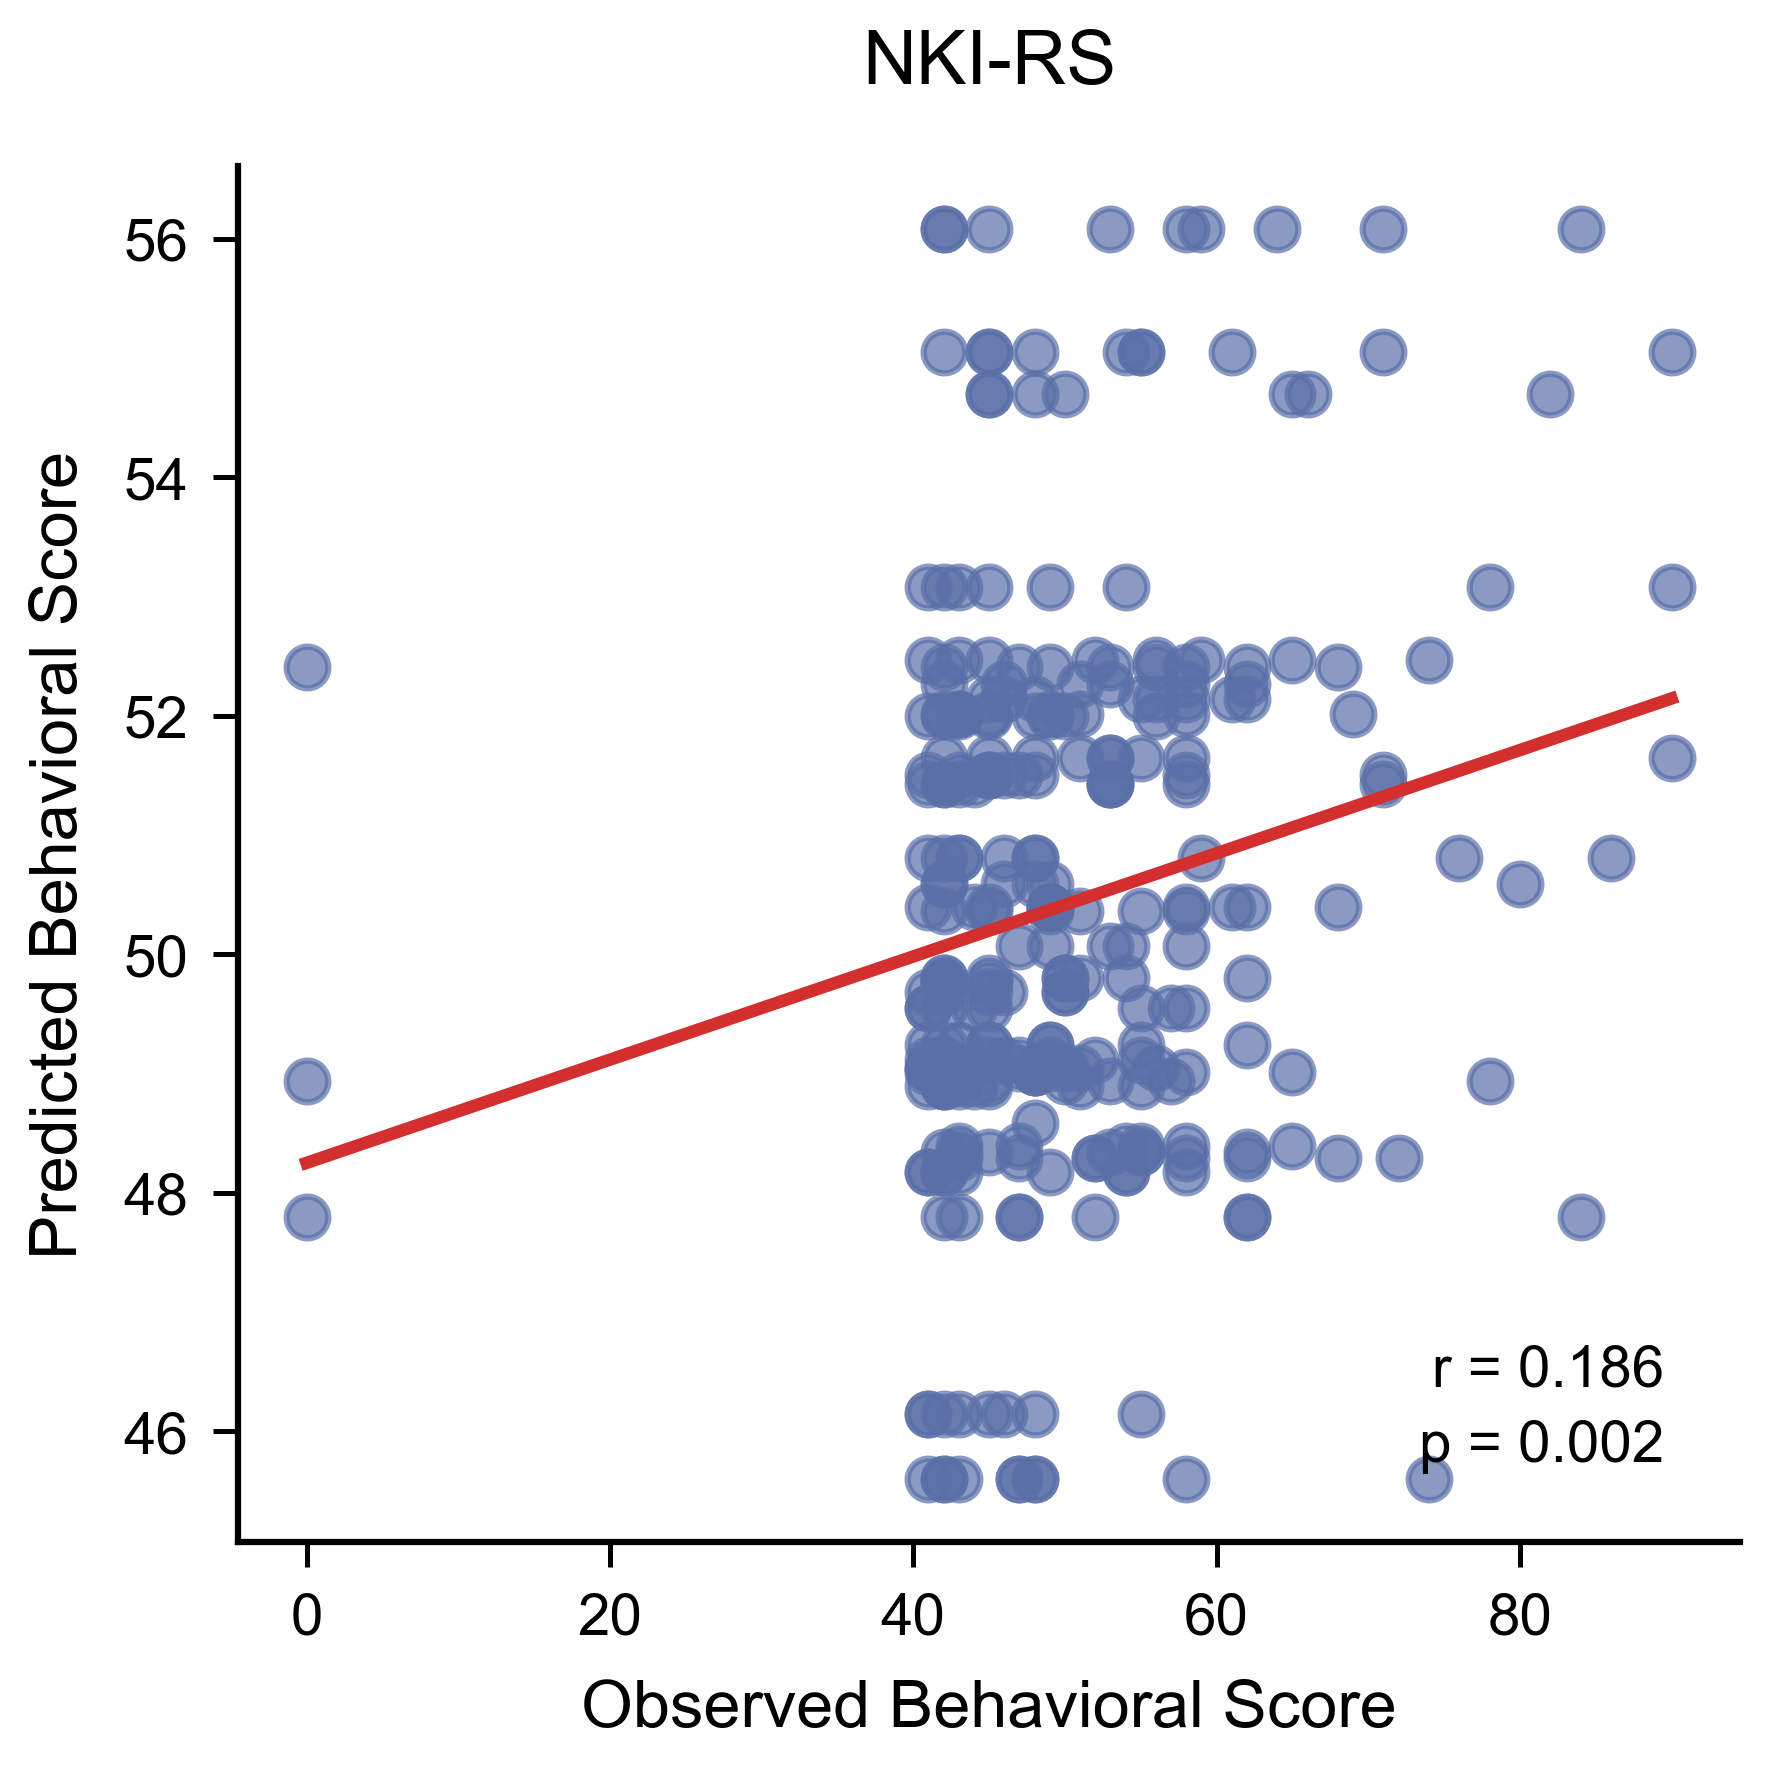 NKI-RS
Predicted Behavioral Score
56
54
52
50
48
46
r = 0.186
p = 0.002
0 20 40 60 80
Observed Behavioral Score